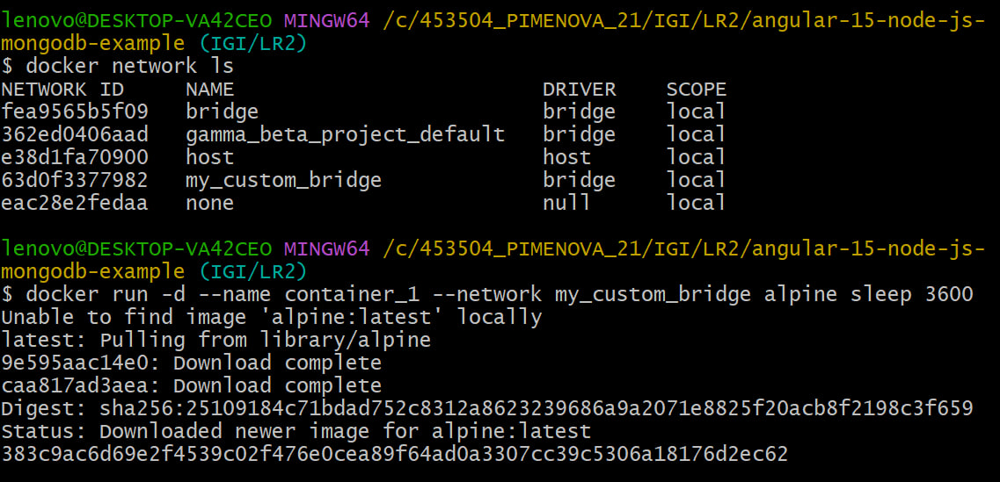 lenovo@DESKTOP-VA42CEO MINGW64 /c/453504_PIMENOVA_21/IGI/LR2/angular-15-node-js-
mongodb-example (IGI/LR2)
$ docker network ls
NETWORK ID     NAME                         DRIVER    SCOPE
fea9565b5f09   bridge                       bridge    local
362ed0406aad   gamma_beta_project_default   bridge    local
e38d1fa70900   host                         host      local
63d0f3377982   my_custom_bridge             bridge    local
eac28e2fedaa   none                         null      local
lenovo@DESKTOP-VA42CEO MINGW64 /c/453504_PIMENOVA_21/IGI/LR2/angular-15-node-js-
mongodb-example (IGI/LR2)
$ docker run -d --name container_1 --network my_custom_bridge alpine sleep 3600
Unable to find image 'alpine:latest' locally
latest: Pulling from library/alpine
9e595aac14e0: Download complete
caa817ad3aea: Download complete
Digest: sha256:25109184c71bdad752c8312a8623239686a9a2071e8825f20acb8f2198c3f659
Status: Downloaded newer image for alpine:latest
383c9ac6d69e2f4539c02f476e0cea89f64ad0a3307cc39c5306a18176d2ec62